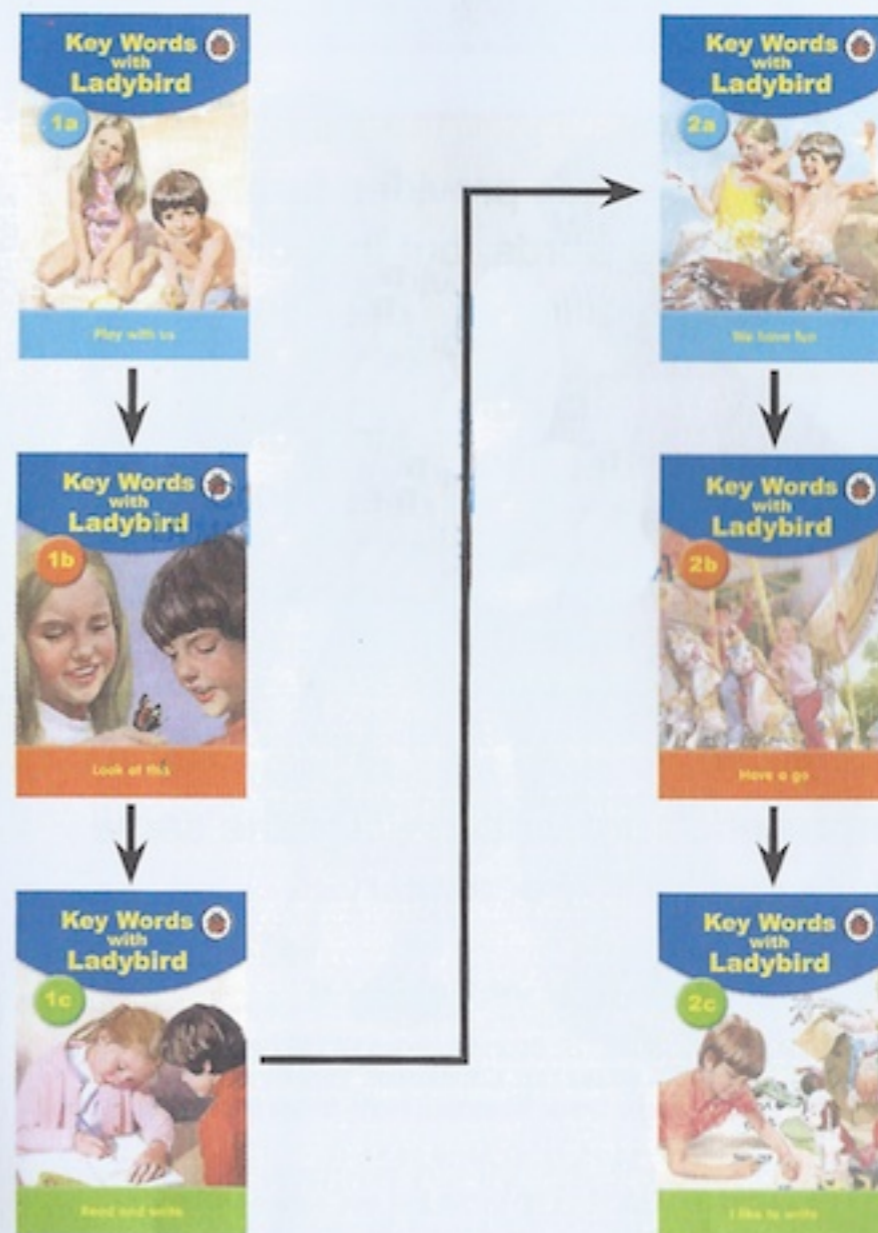 Key Words
with
Ladybird
1a
Play with us
Key Words
with
Ladybird
1b
Look at this
Key Words
with
Ladybird
1c
Read and write
Key Words
with
Ladybird
2a
We have fun
Key Words
with
Ladybird
2b
Have a go
Key Words
with
Ladybird
2c
I like to write